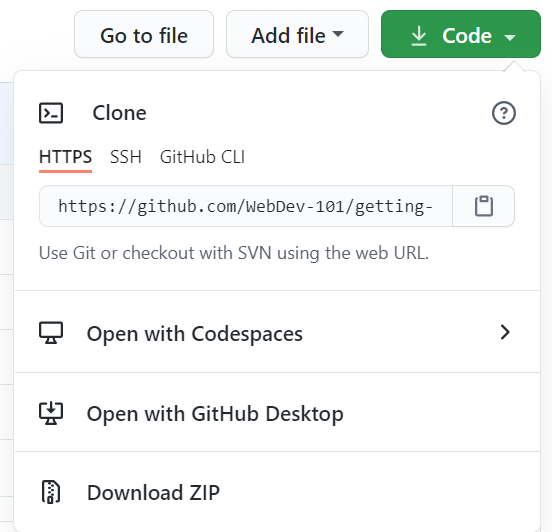 Go to file Add file Code
Clone
HTTPS SSH GitHub CLI
https://github.com/WebDev-101/getting-
Use Git or checkout with SVN using the web URL.
Open with Codespaces
Open with GitHub Desktop
Download ZIP